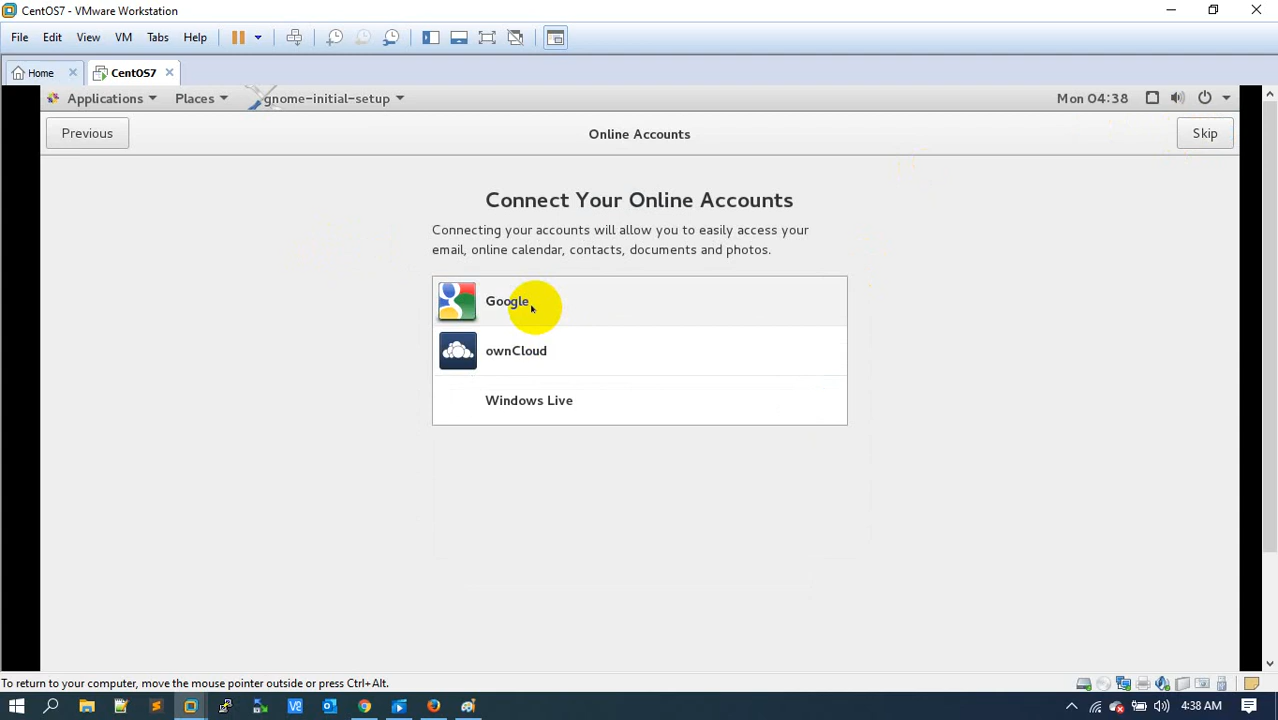 CentOS7 - VMware Workstation
File Edit View VM Tabs Help
Home CentOS7
Applications Places gnome-initial-setup Mon 04:38
Previous Online Accounts Skip
Connect Your Online Accounts
Connecting your accounts will allow you to easily access your
email, online calendar, contacts, documents and photos.
Google
ownCloud
Windows Live
To return to your computer, move the mouse pointer outside or press Ctrl+Alt.
4:38 AM